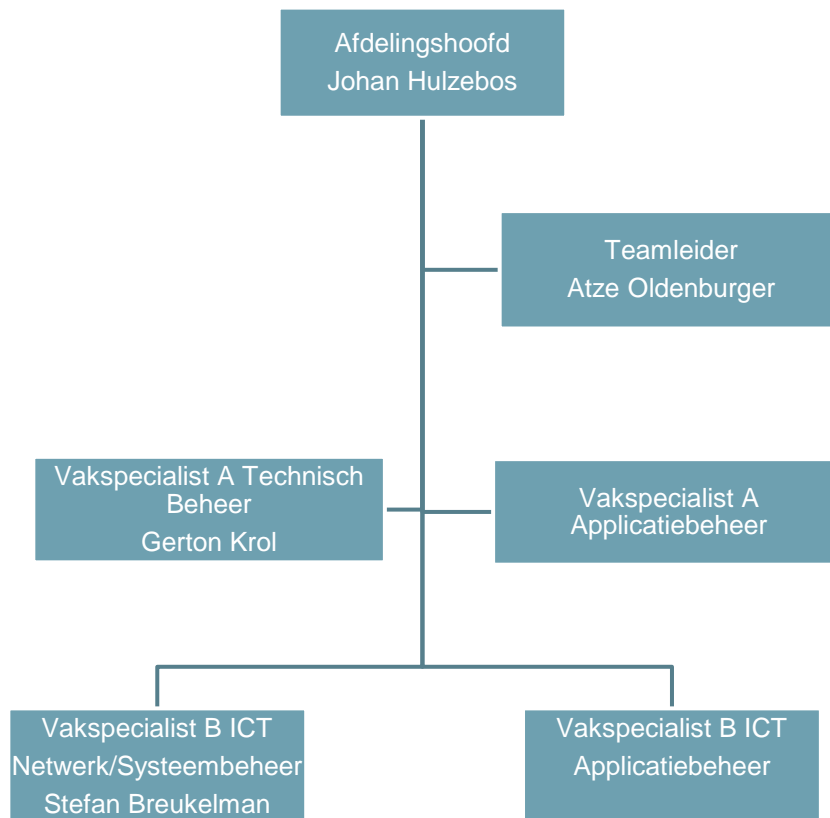 Afdelingshoofd
Johan Hulzebos
Teamleider
Atze Oldenburger
Vakspecialist A Technisch
Beheer
Gerton Krol
Vakspecialist A
Applicatiebeheer
Vakspecialist B ICT
Netwerk/Systeembeheer
Stefan Breukelman
Vakspecialist B ICT
Applicatiebeheer